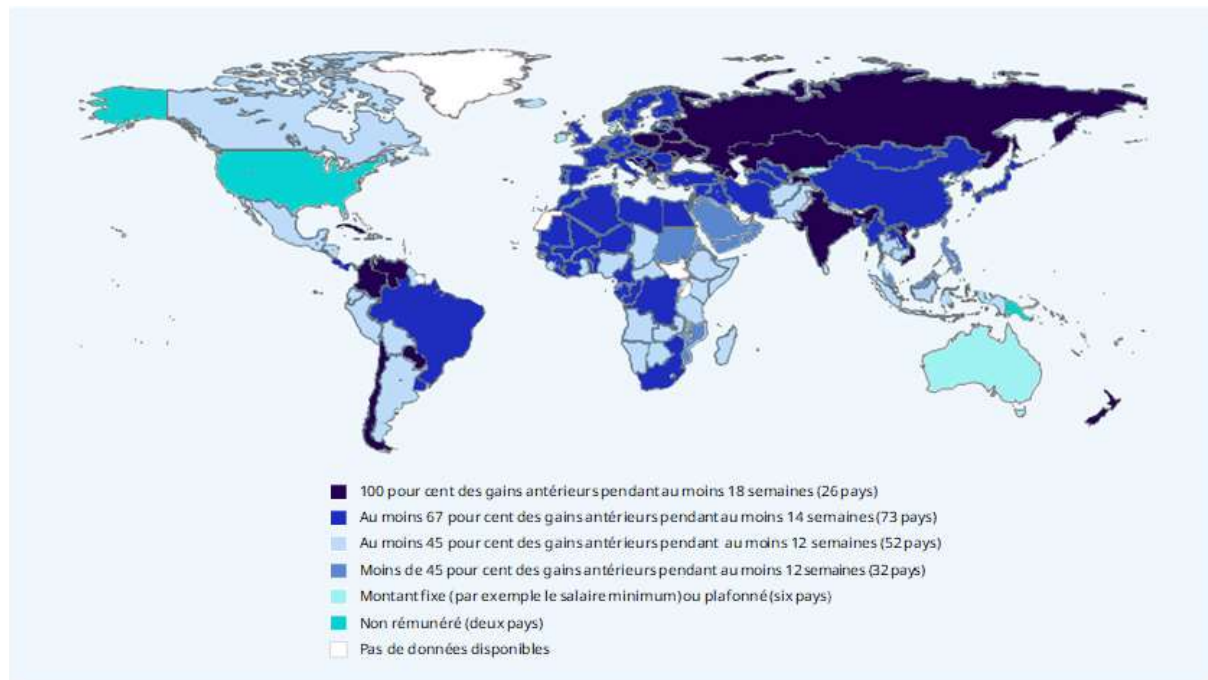 100 pour cent des gains antérieurs pendant au moins 18 semaines (26 pays)
Au moins 67 pour cent des gains antérieurs pendant au moins 14 semaines (73 pays)
Au moins 45 pour cent des gains antérieurs pendant au moins 12 semaines (52 pays)
Moins de 45 pour cent des gains antérieurs pendant au moins 12 semaines (32 pays)
Montant fixe (par exemple le salaire minimum) ou plafonné (six pays)
Non rémunéré (deux pays)
Pas de données disponibles